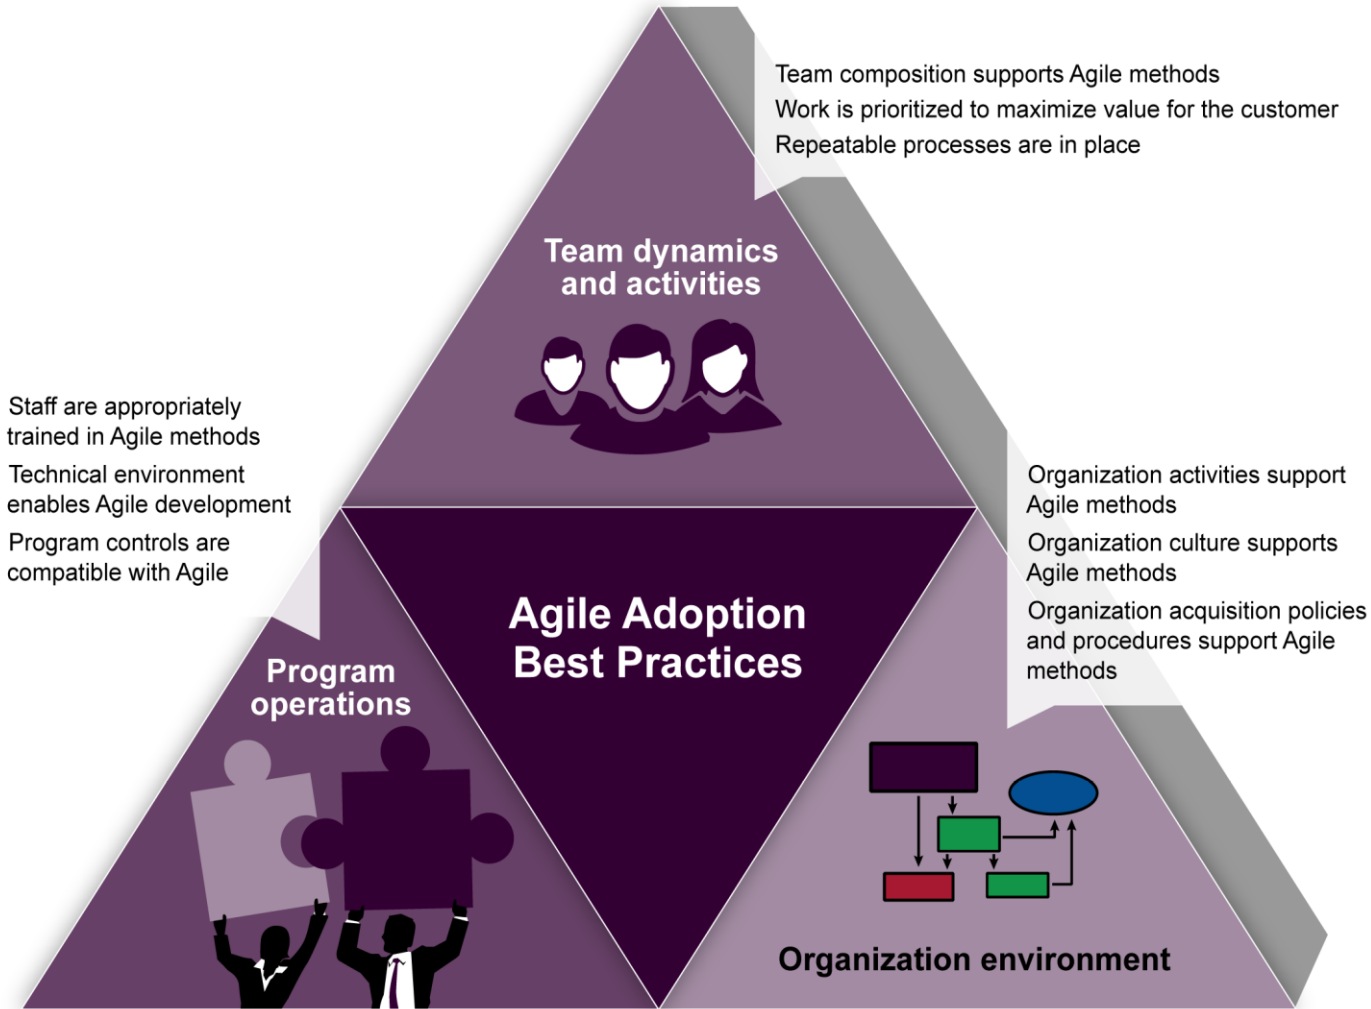 Team composition supports Agile methods
Work is prioritized to maximize value for the customer
Repeatable processes are in place
Team dynamics
and activities
Staff are appropriately
trained in Agile methods
Technical environment
enables Agile development
Program controls are
compatible with Agile
Organization activities support
Agile methods
Organization culture supports
Agile methods
Organization acquisition policies
and procedures support Agile
methods
Agile Adoption
Best Practices
Program
operations
Organization environment